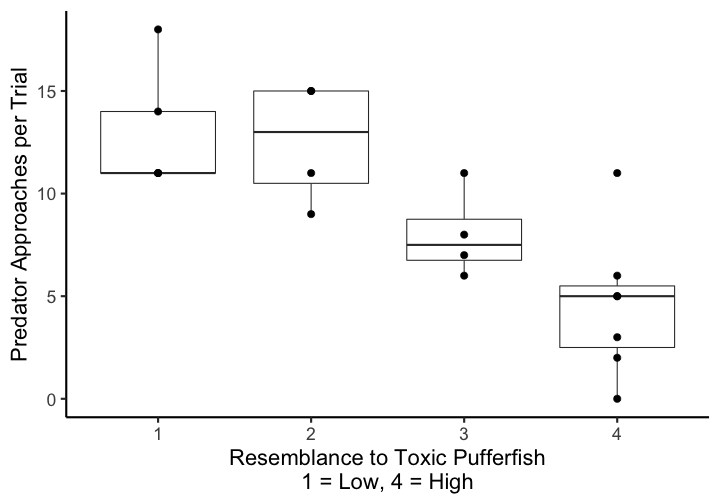 Predator Approaches per Trial
15
10
5
0
1 2 3 4
Resemblance to Toxic Pufferfish
1 = Low, 4 = High